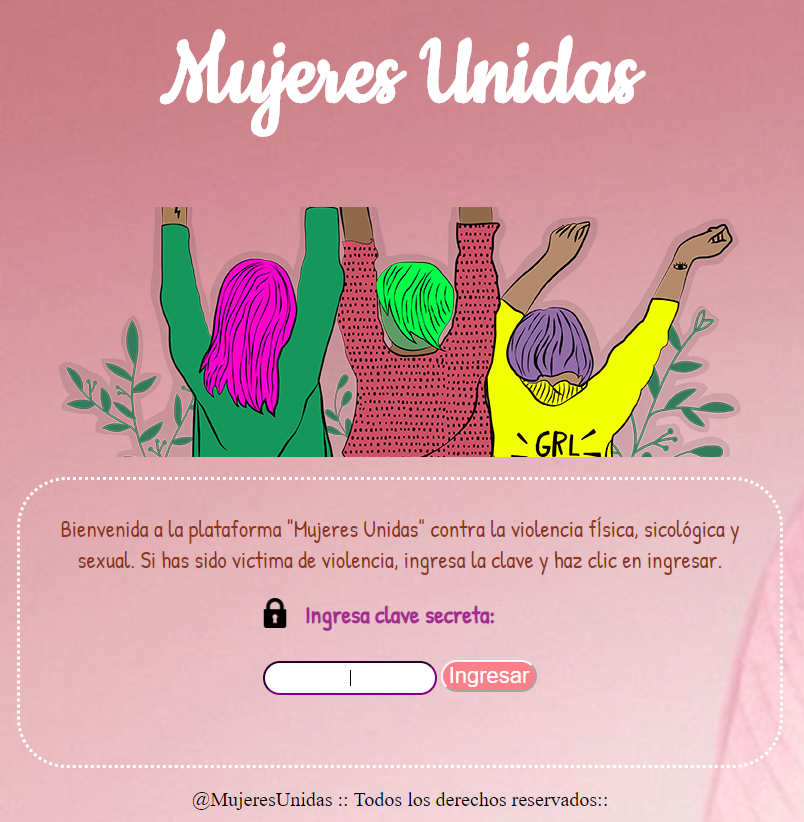 Mujeres Unidas
GRL
Bienvenida a la plataforma "Mujeres Unidas" contra la violencia fÍsica, sicológica y
sexual. Si has sido victima de violencia, ingresa la clave y haz clic en ingresar.
Ingresa clave secreta:
Ingresar
@MujeresUnidas :: Todos los derechos reservados::